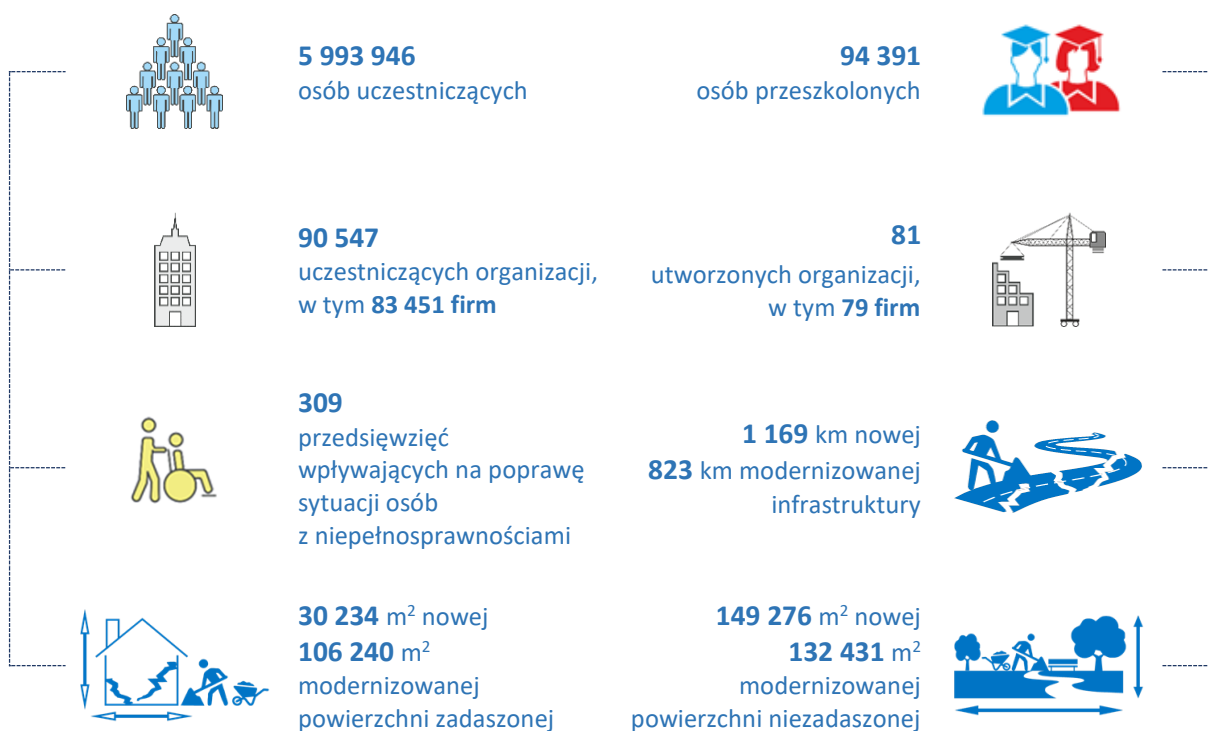 5 993 946
osób uczestniczących
94 391
osób przeszkolonych
90 547
uczestniczących organizacji,
w tym 83 451 firm
81
utworzonych organizacji,
w tym 79 firm
309
przedsięwzięć
wpływających na poprawę
sytuacji osób
z niepełnosprawnościami
1 169 km nowej
823 km modernizowanej
infrastruktury
30 234 m² nowej
106 240 m²
modernizowanej
powierzchni zadaszonej
149 276 m² nowej
132 431 m²
modernizowanej
powierzchni niezadaszonej